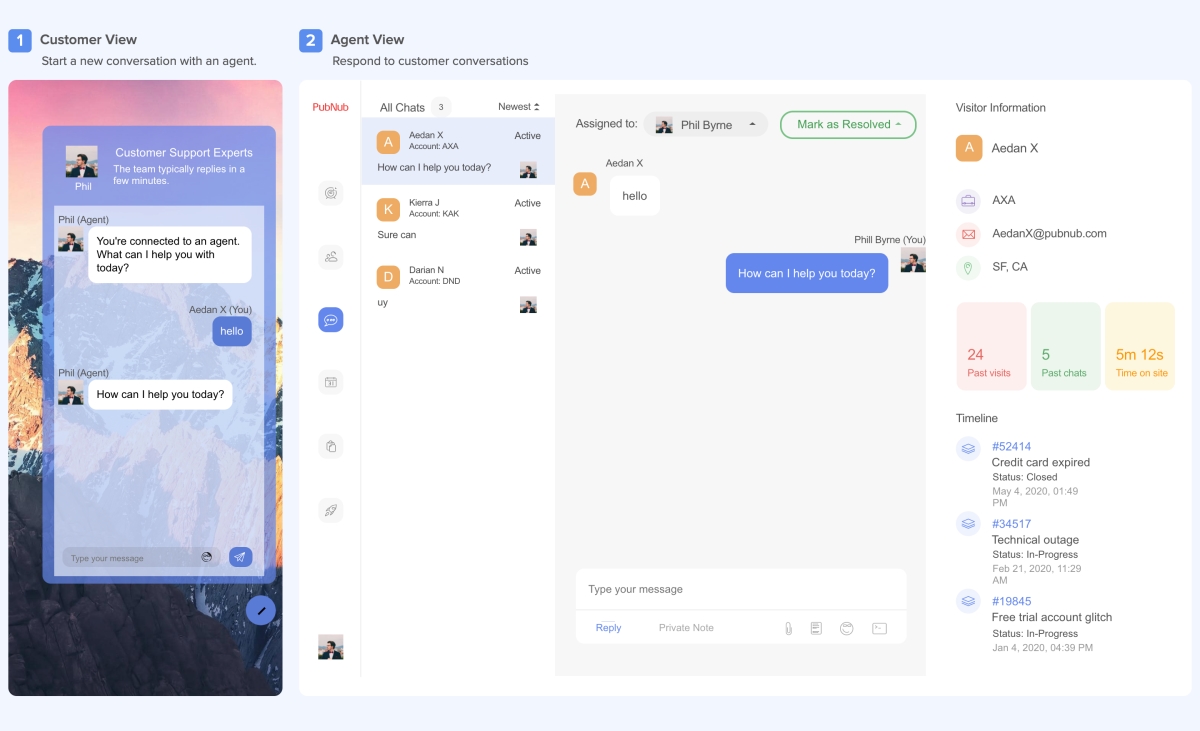 1 Customer View
Start a new conversation with an agent.
Customer Support Experts
The team typically replies in a
few minutes.
Phil
Phil (Agent)
You're connected to an agent.
What can I help you with
today?
Aedan X (You)
hello
Phil (Agent)
How can I help you today?
Type your message
2 Agent View
Respond to customer conversations
PubNub
31
All Chats 3 Newest
A Aedan X Active
Account: AXA
How can I help you today?
K Kierra J Active
Account: KAK
Sure can
D Darian N Active
Account: DND
uy
Assigned to: Phil Byrne Mark as Resolved
Aedan X
A hello
Phill Byrne (You)
How can I help you today?
Type your message
Reply Private Note
Visitor Information
A Aedan X
AXA
AedanX@pubnub.com
SF, CA
24 5 5m 12s
Past visits Past chats Time on site
Timeline
#52414
Credit card expired
Status: Closed
May 4, 2020, 01:49
PM
#34517
Technical outage
Status: In-Progress
Feb 21, 2020, 11:29
AM
#19845
Free trial account glitch
Status: In-Progress
Jan 4, 2020, 04:39 PM